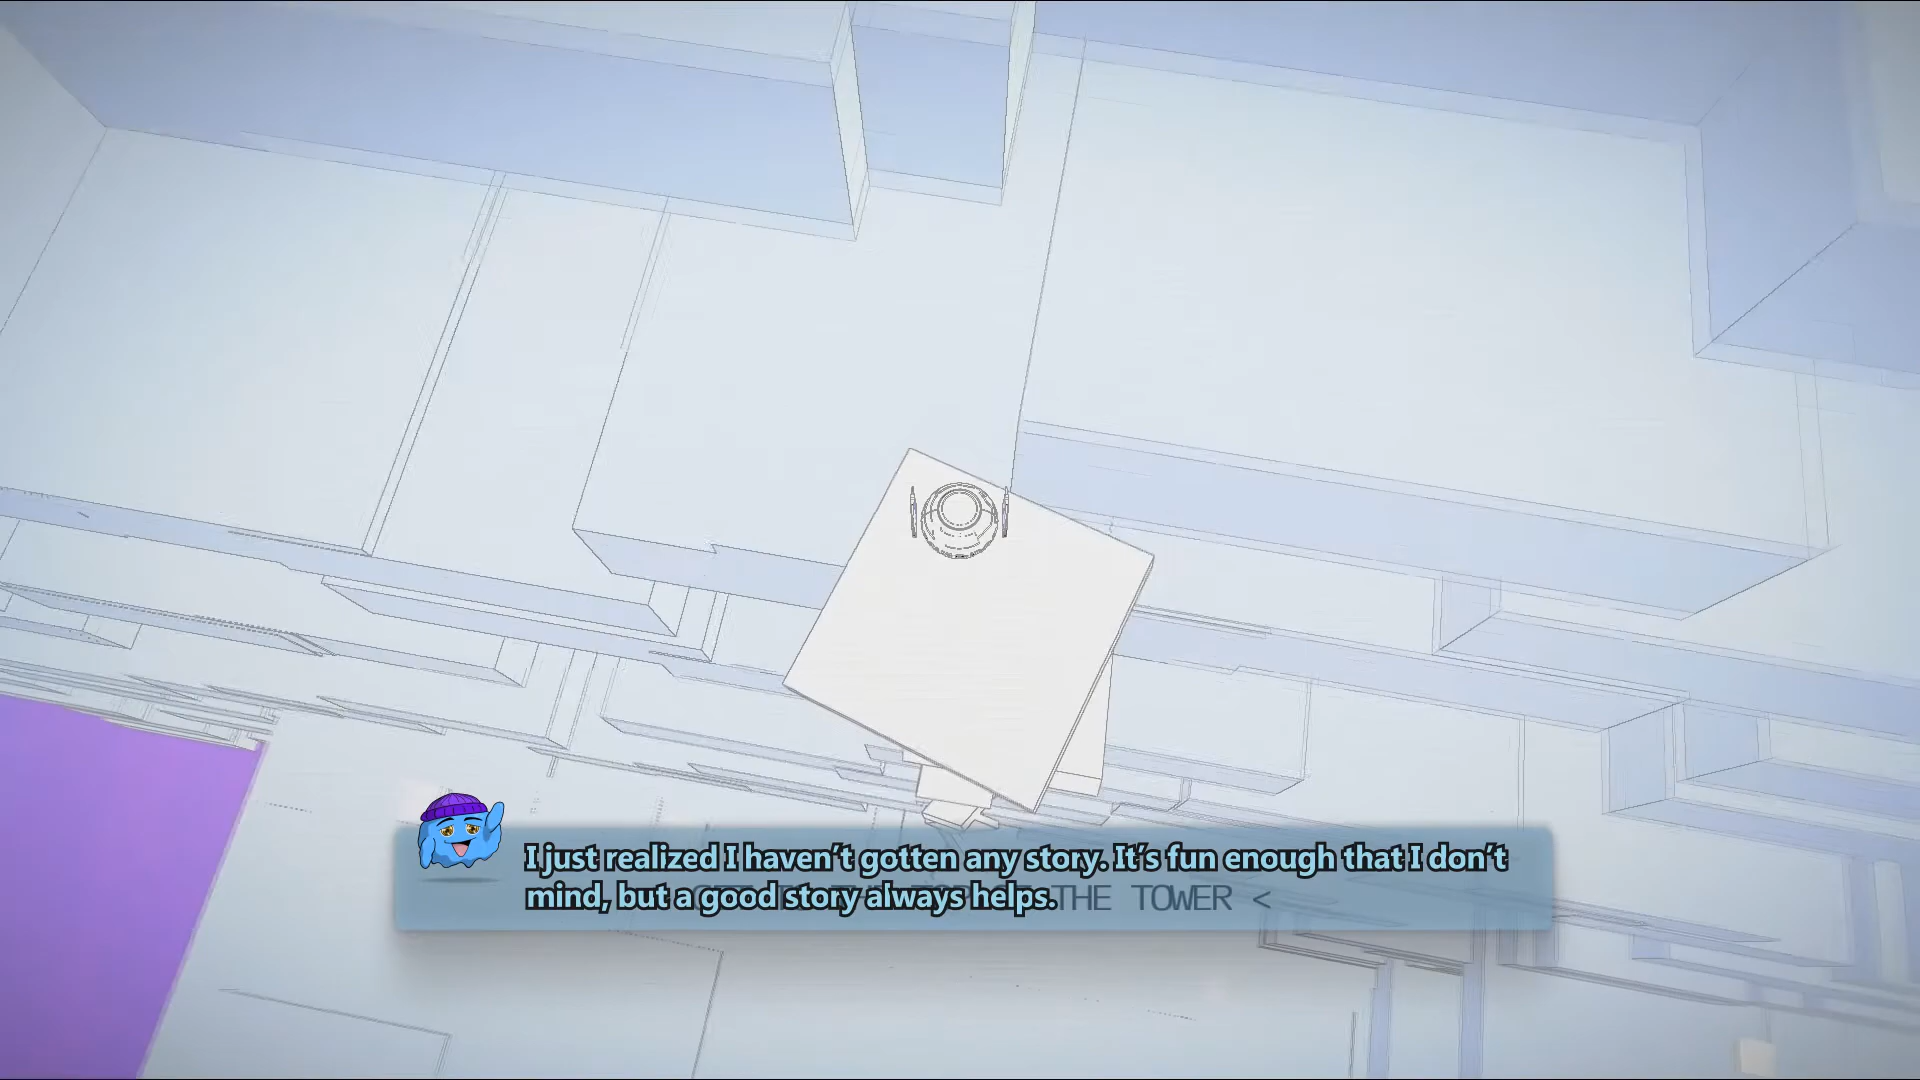 I just realized I haven't gotten any story. It's fun enough that I don't
mind, but a good story always helps.
THE TOWER <